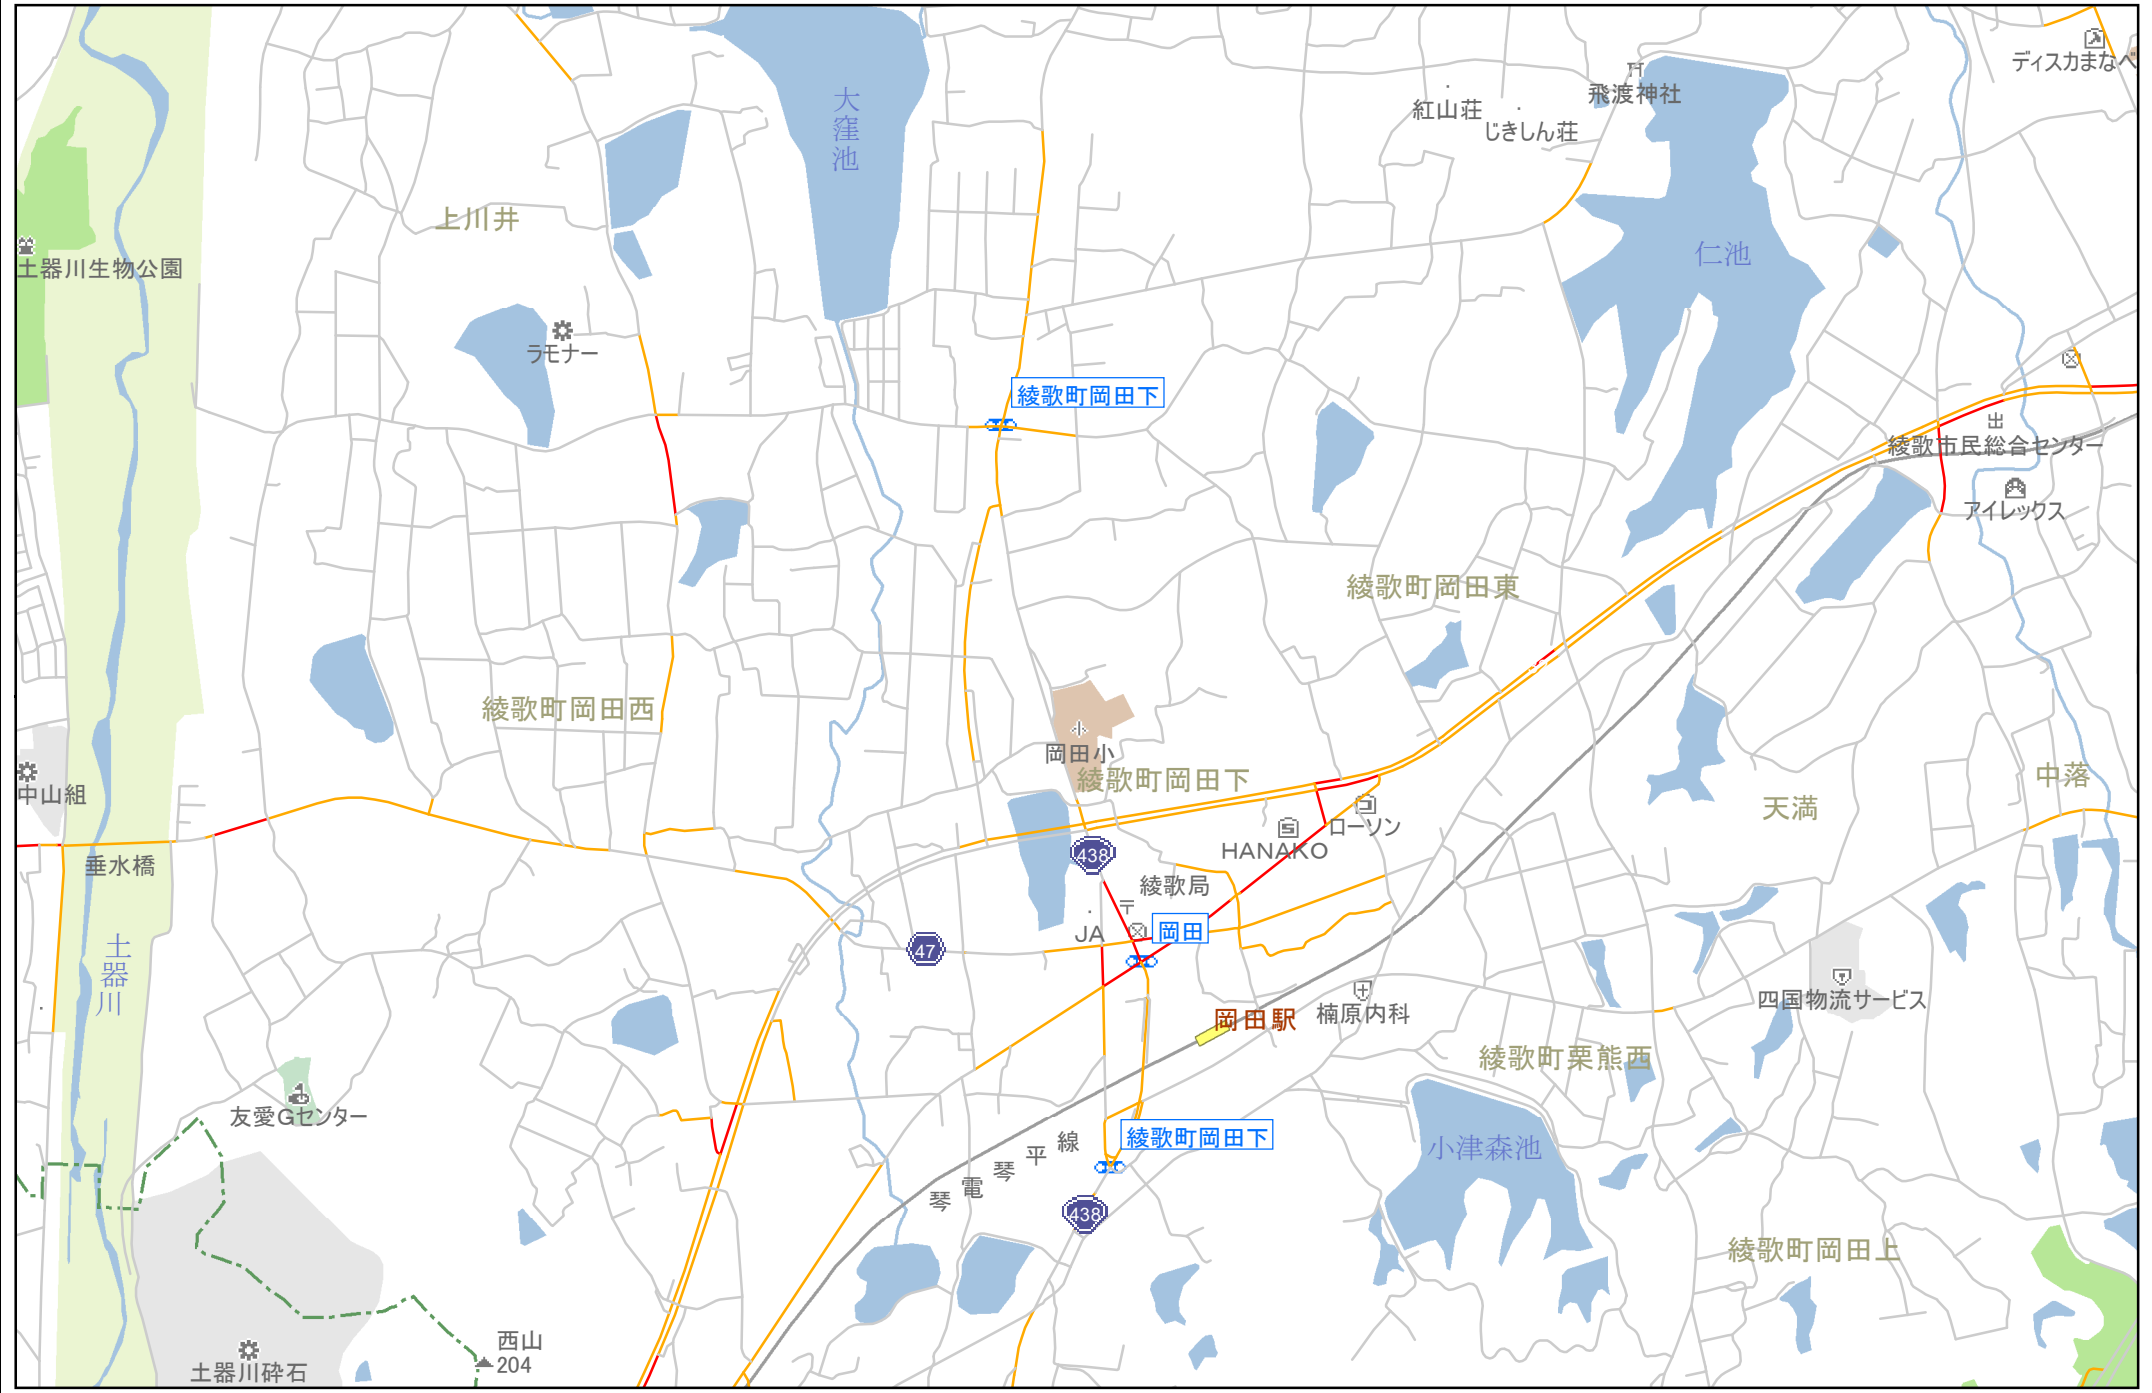 ディスカまなべ
大窪池
飛渡神社
紅山荘
じきしん荘
上川井
仁池
土器川生物公園
ラモナー
綾歌町岡田下
綾歌市民総合センター
アイレックス
綾歌町岡田東
綾歌町岡田西
岡田小
綾歌町岡田下
中落
中山組
天満
ローソン
HANAKO
438
垂水橋
綾歌局
JA
岡田
47
土器川
四国物流サービス
岡田駅
楠原内科
綾歌町栗熊西
友愛Gセンター
綾歌町岡田下
小津森池
琴電琴平線
438
綾歌町岡田上
西山
204
土器川砕石